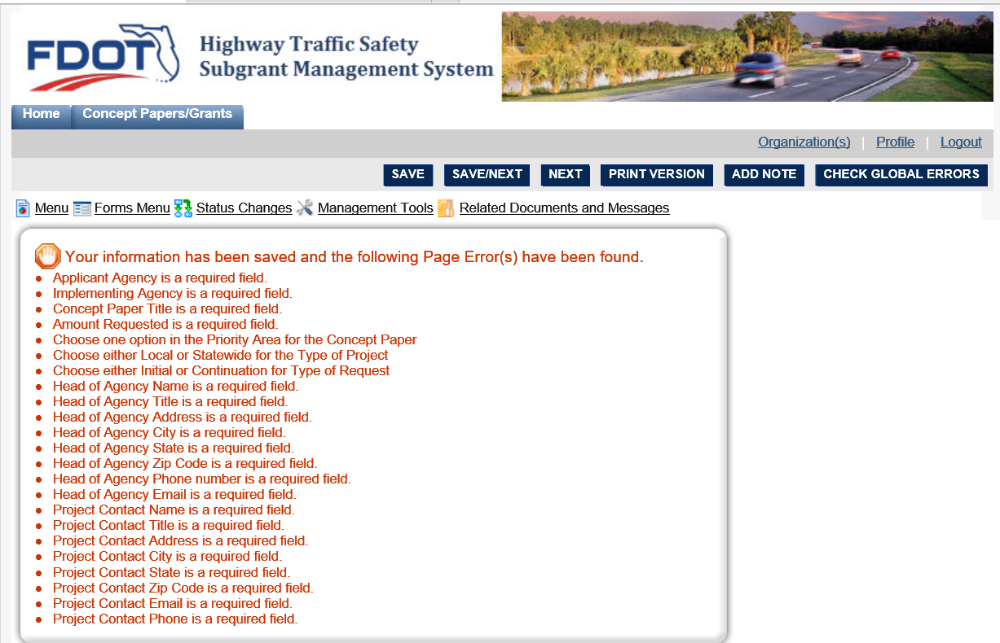 FDOT
Highway Traffic Safety
Subgrant Management System
Home
Concept Papers/Grants
Organization(s) | Profile | Logout
SAVE SAVE/NEXT NEXT PRINT VERSION ADD NOTE CHECK GLOBAL ERRORS
Menu Forms Menu Status Changes Management Tools Related Documents and Messages
Your information has been saved and the following Page Error(s) have been found.
● Applicant Agency is a required field.
● Implementing Agency is a required field.
● Concept Paper Title is a required field.
● Amount Requested is a required field.
● Choose one option in the Priority Area for the Concept Paper
● Choose either Local or Statewide for the Type of Project
● Choose either Initial or Continuation for Type of Request
● Head of Agency Name is a required field.
● Head of Agency Title is a required field.
● Head of Agency Address is a required field.
● Head of Agency City is a required field.
● Head of Agency State is a required field.
● Head of Agency Zip Code is a required field.
● Head of Agency Phone number is a required field.
● Head of Agency Email is a required field.
● Project Contact Name is a required field.
● Project Contact Title is a required field.
● Project Contact Address is a required field.
● Project Contact City is a required field.
● Project Contact State is a required field.
● Project Contact Zip Code is a required field.
● Project Contact Email is a required field.
● Project Contact Phone is a required field.